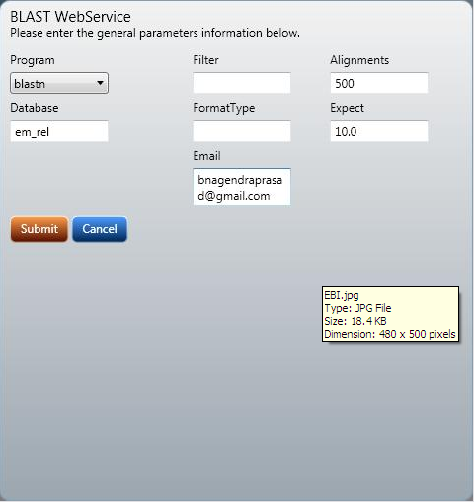 BLAST WebService
Please enter the general parameters information below.
Program Filter Alignments
blastn 500
Database FormatType Expect
em_rel 10.0
Email
bnagendraprasa
d@gmail.com
Submit Cancel
EBI.jpg
Type: JPG File
Size: 18.4 KB
Dimension: 480 x 500 pixels